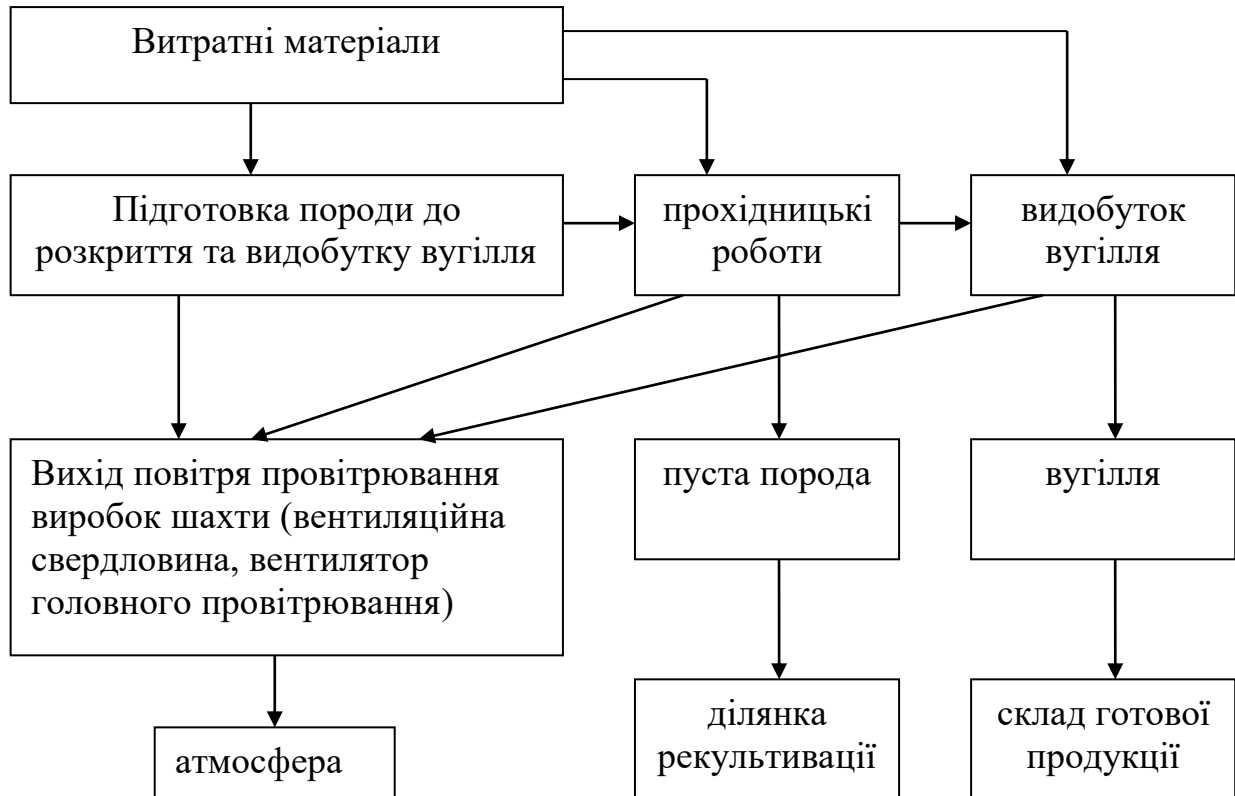 Витратні матеріали
Підготовка породи до
розкриття та видобутку вугілля
прохідницькі
роботи
видобуток
вугілля
Вихід повітря провітрювання
виробок шахти (вентиляційна
свердловина, вентилятор
головного провітрювання)
пуста порода
вугілля
атмосфера
ділянка
рекультивації
склад готової
продукції